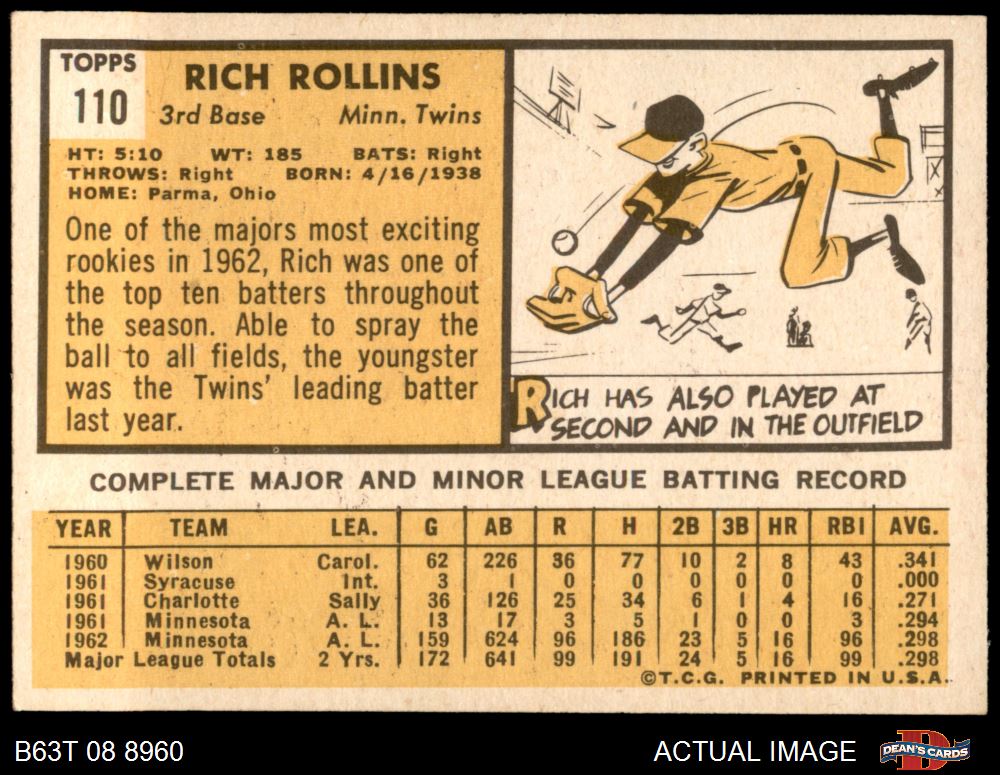 TOPPS
110
RICH ROLLINS
3rd Base Minn. Twins
HT: 5:10 WT: 185 BATS: Right
THROWS: Right BORN: 4/16/1938
HOME: Parma, Ohio
One of the majors most exciting
rookies in 1962, Rich was one of
the top ten batters throughout
the season. Able to spray the
ball to all fields, the youngster
was the Twins' leading batter
last year.
RICH HAS ALSO PLAYED AT
SECOND AND IN THE OUTFIELD
COMPLETE MAJOR AND MINOR LEAGUE BATTING RECORD
YEAR TEAM LEA. G AB R H 2B 3B HR RBI AVG.
1960 Wilson Carol. 62 226 36 77 10 2 8 43 .341
1961 Syracuse Int. 3 1 0 0 0 0 0 0 .000
1961 Charlotte Sally 36 126 25 34 6 1 4 16 .271
1961 Minnesota A. L. 13 17 3 5 1 0 0 3 .294
1962 Minnesota A. L. 159 624 96 186 23 5 16 96 .298
Major League Totals 2 Yrs. 172 641 99 191 24 5 16 99 .298
©T.C.G. PRINTED IN U.S.A.
B63T 08 8960 ACTUAL IMAGE
DEAN'S CARDS